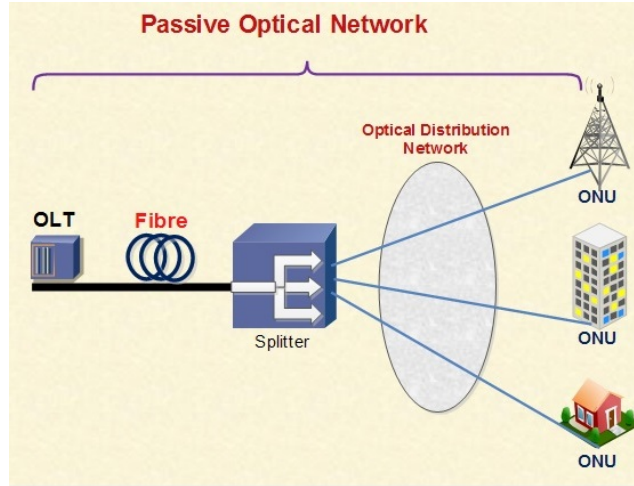 Passive Optical Network
Optical Distribution
Network
ONU
OLT
Fibre
Splitter
ONU
ONU